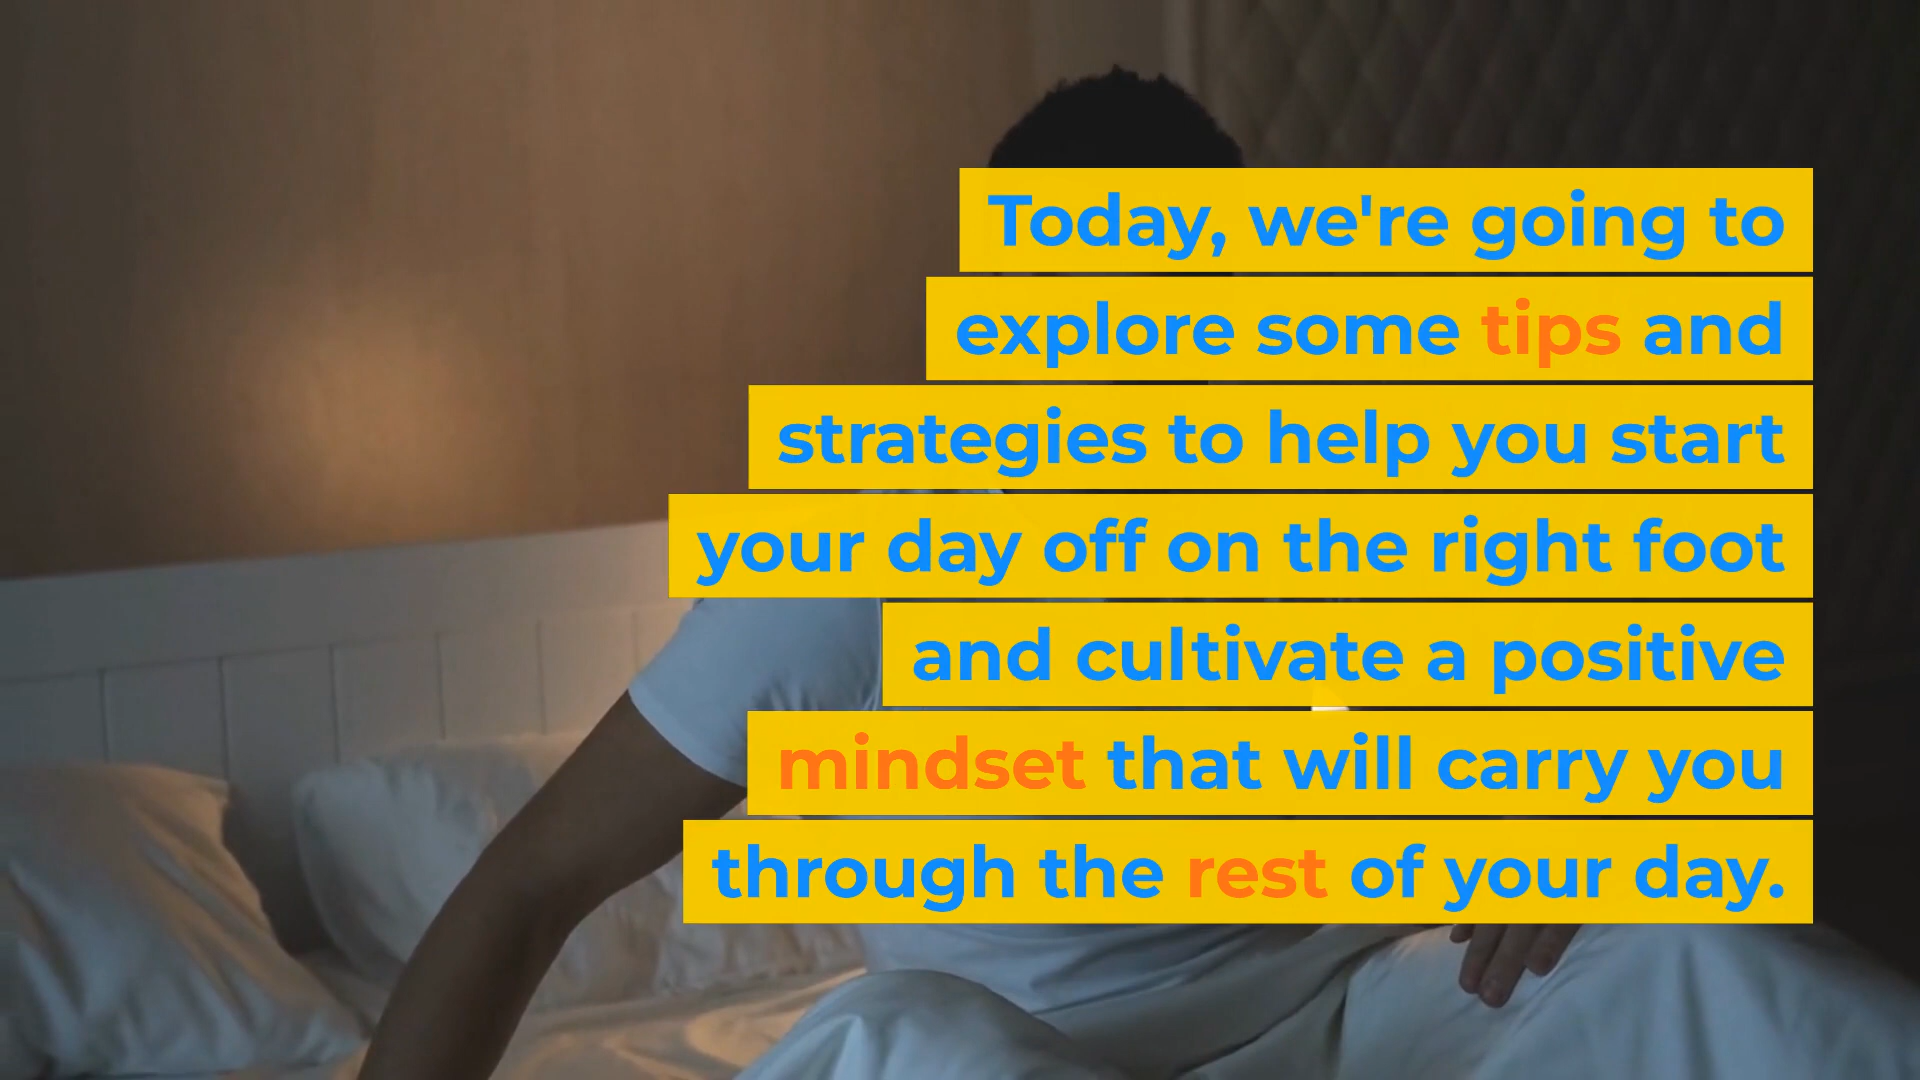 Today, we're going to
explore some tips and
strategies to help you start
your day off on the right foot
and cultivate a positive
mindset that will carry you
through the rest of your day.